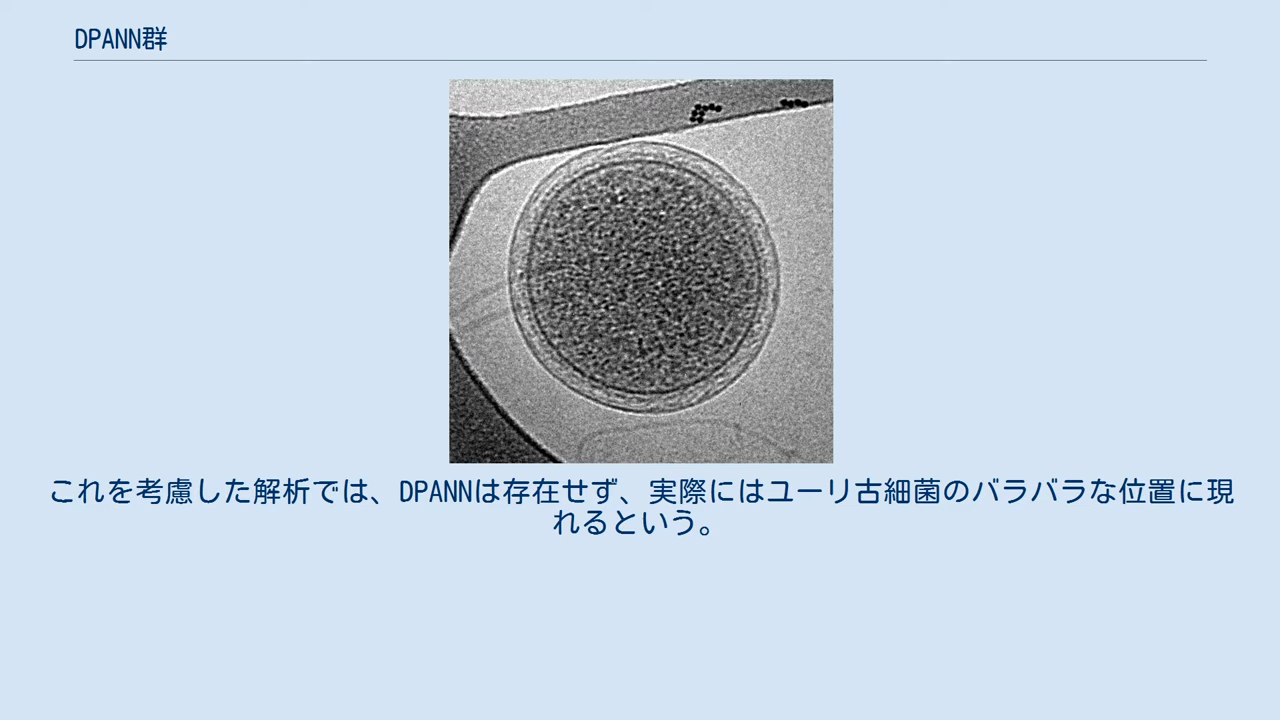 DPANN群
これを考慮した解析では、DPANNは存在せず、実際にはユーリ古細菌のバラバラな位置に現
れるという。